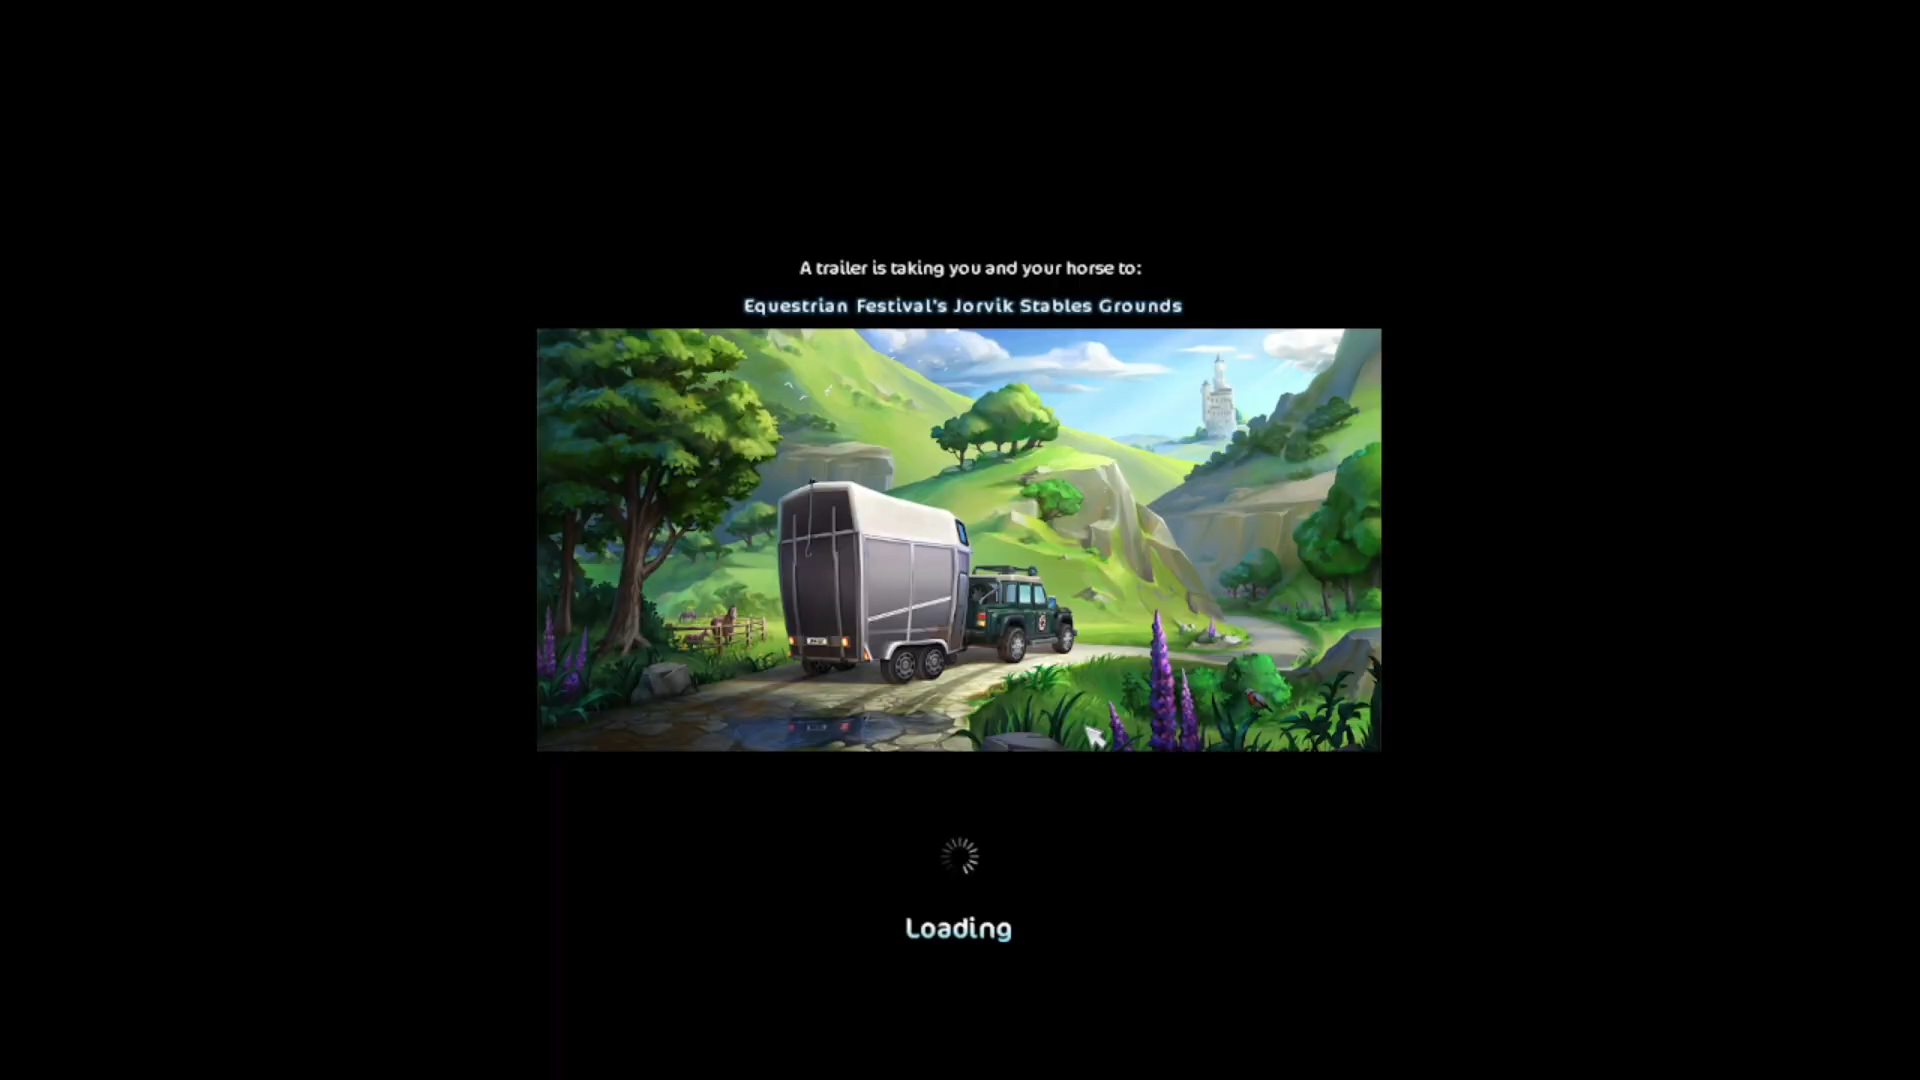 A trailer is taking you and your horse to:
Equestrian Festival's Jorvik Stables Grounds
Loading